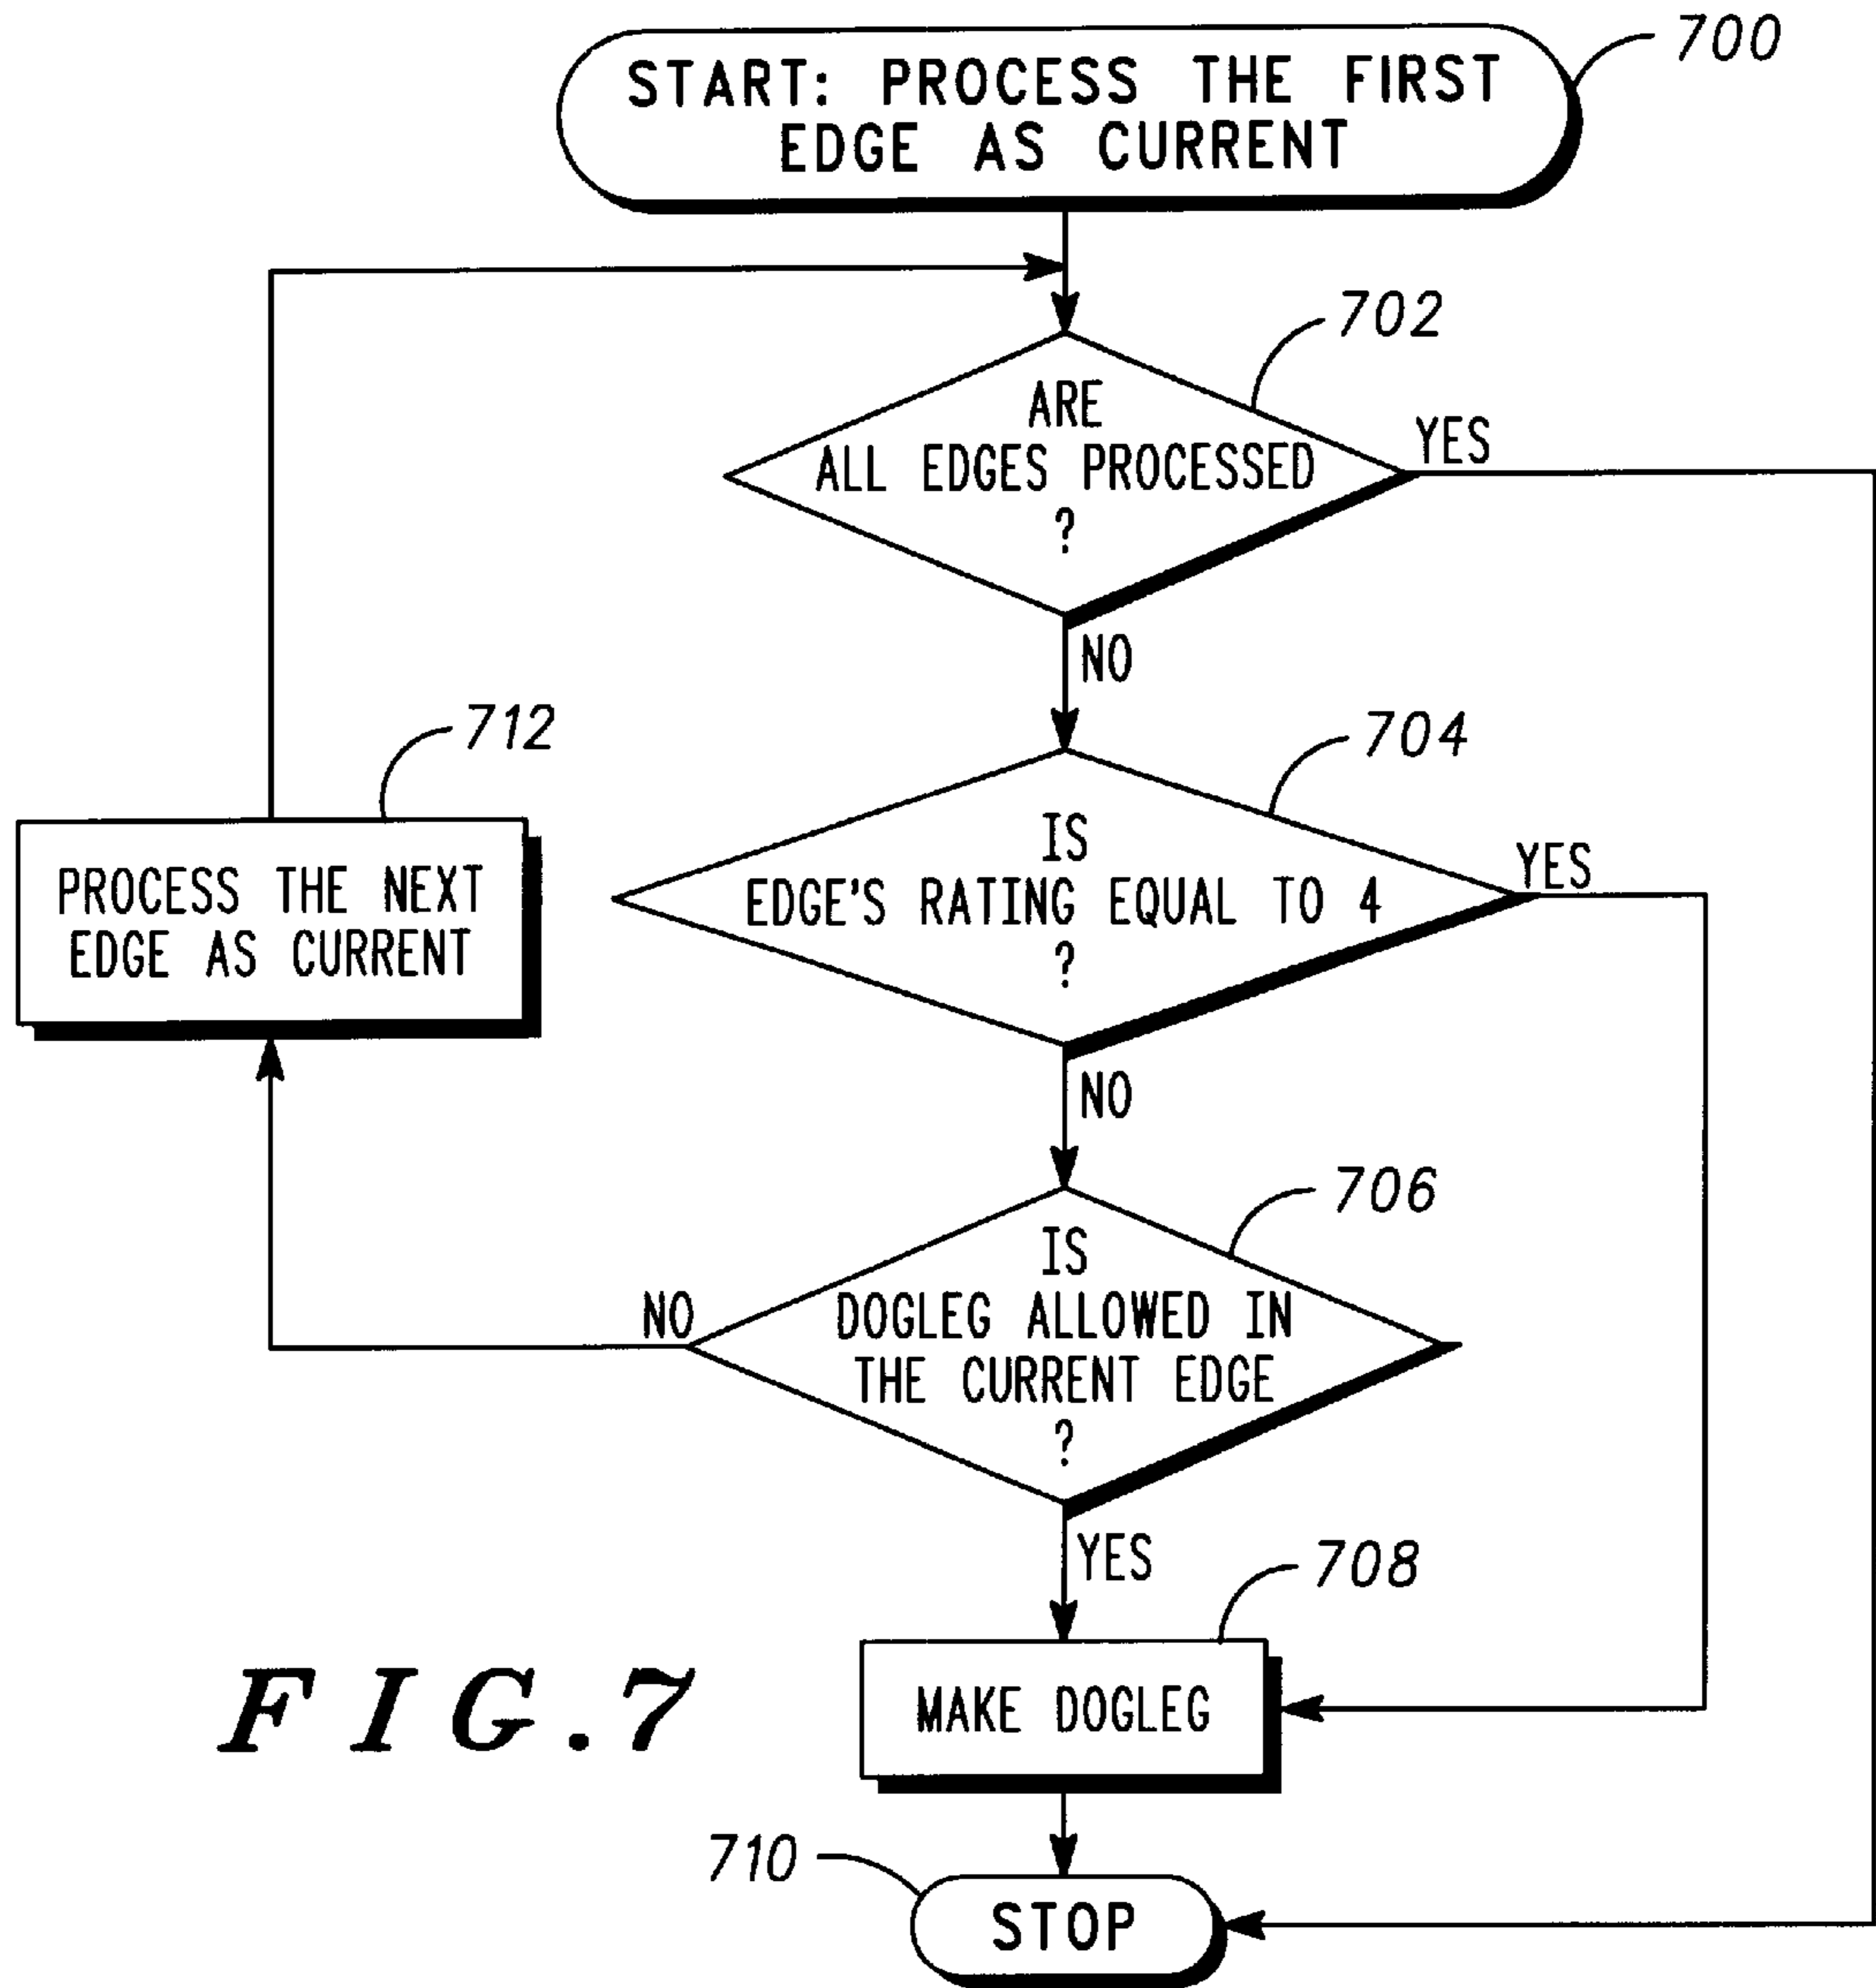 START: PROCESS THE FIRST
EDGE AS CURRENT
700
702
ARE
ALL EDGES PROCESSED
?
YES
NO
712
PROCESS THE NEXT
EDGE AS CURRENT
704
IS
EDGE'S RATING EQUAL TO 4
?
YES
NO
706
IS
DOGLEG ALLOWED IN
THE CURRENT EDGE
?
NO
YES
708
MAKE DOGLEG
FIG.7
710
STOP